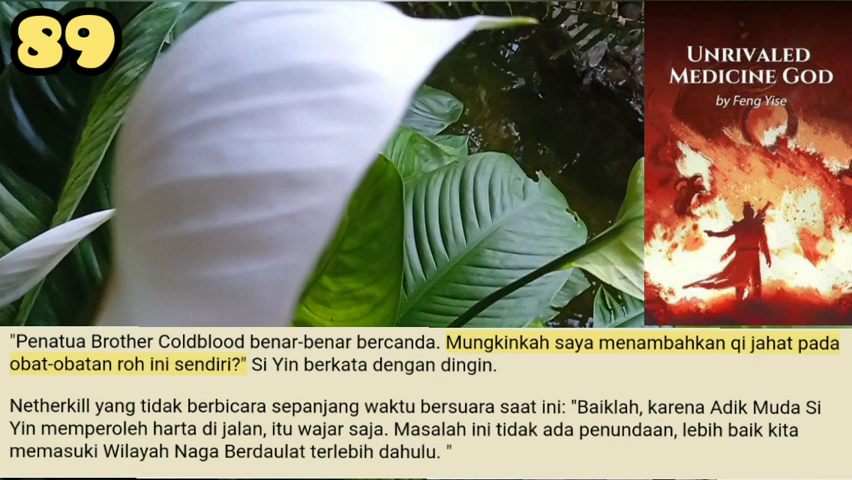 89
UNRIVALED
MEDICINE GOD
by Feng Yise
"Penatua Brother Coldblood benar-benar bercanda. Mungkinkah saya menambahkan qi jahat pada
obat-obatan roh ini sendiri?" Si Yin berkata dengan dingin.
Netherkill yang tidak berbicara sepanjang waktu bersuara saat ini: "Baiklah, karena Adik Muda Si
Yin memperoleh harta di jalan, itu wajar saja. Masalah ini tidak ada penundaan, lebih baik kita
memasuki Wilayah Naga Berdaulat terlebih dahulu. "